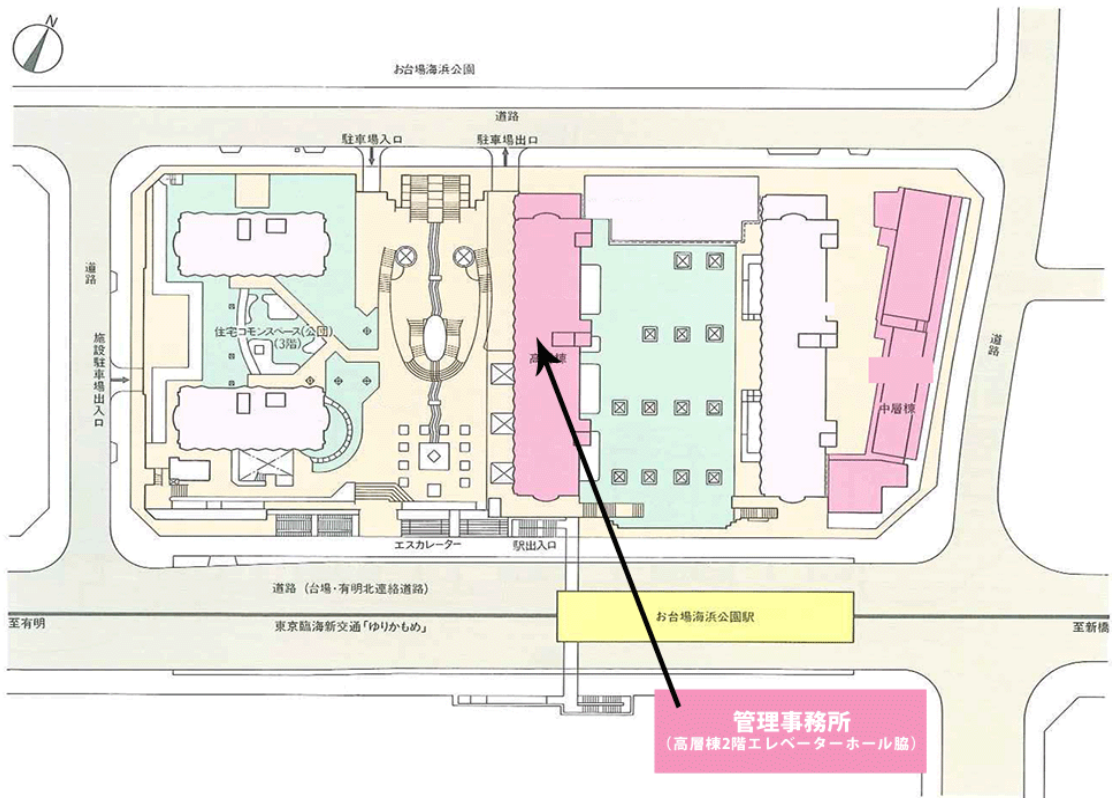 N
お台場海浜公園
道路
駐車場入口
駐車場出口
道路
施設駐車場出入口
住宅コモンスペース(公団)
(3階)
高
棟
中層棟
道路
エスカレーター
駅出入口
道路(台場・有明北連絡道路)
お台場海浜公園駅
至有明
東京臨海新交通「ゆりかもめ」
至新橋
管理事務所
(高層棟2階エレベーターホール脇)